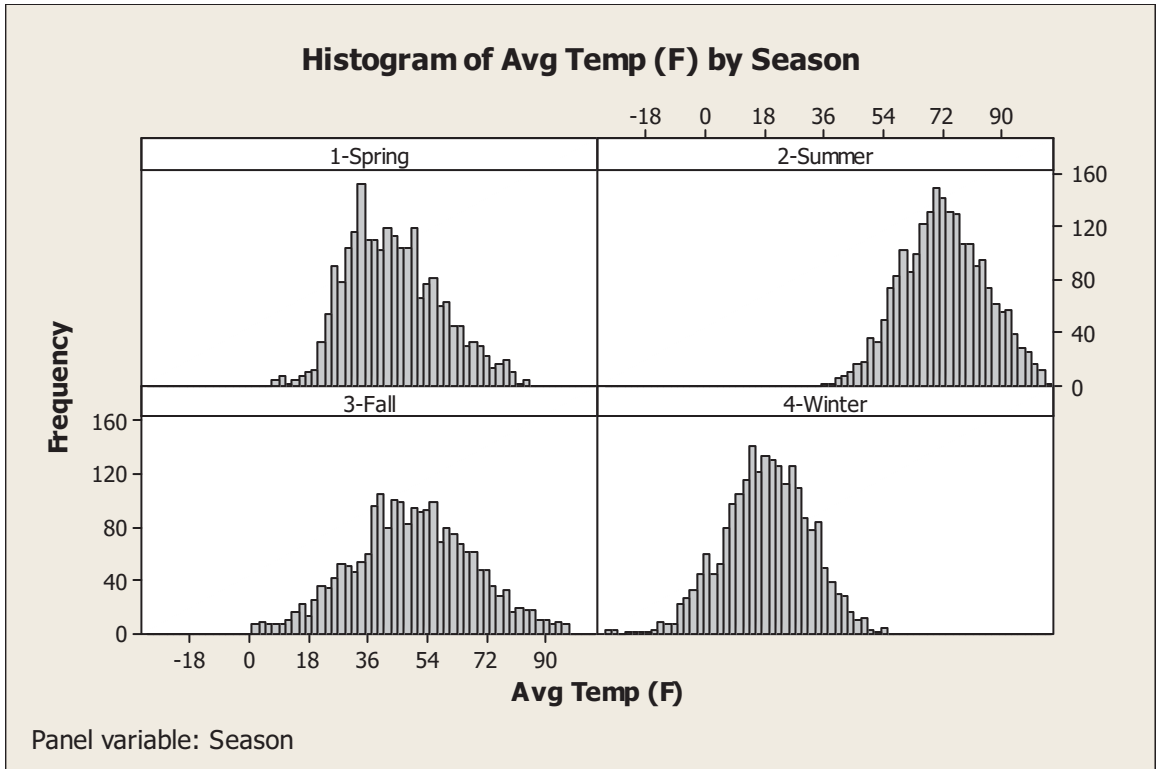 Histogram of Avg Temp (F) by Season
-18 0 18 36 54 72 90
1-Spring 2-Summer
160
120
80
40
0
3-Fall 4-Winter
160
120
80
40
0
-18 0 18 36 54 72 90
Frequency
Avg Temp (F)
Panel variable: Season